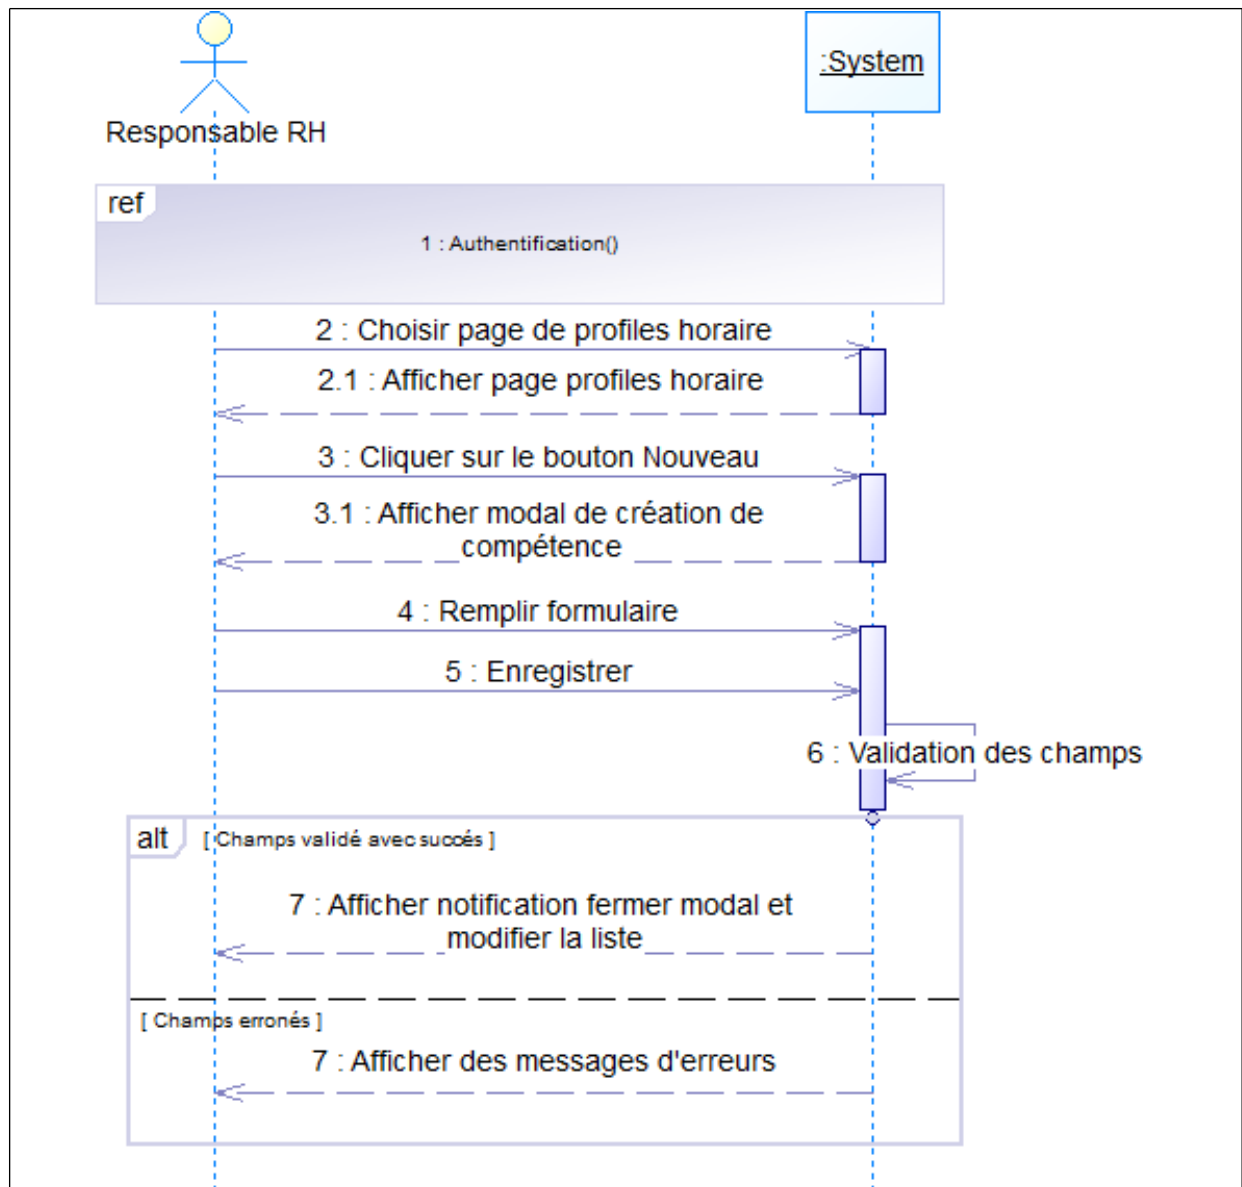 :System
Responsable RH
ref
1 : Authentification()
2 : Choisir page de profiles horaire
2.1 : Afficher page profiles horaire
3 : Cliquer sur le bouton Nouveau
3.1 : Afficher modal de création de
compétence
4 : Remplir formulaire
5 : Enregistrer
6 : Validation des champs
alt
[ Champs validé avec succés ]
7 : Afficher notification fermer modal et
modifier la liste
[ Champs erronés ]
7 : Afficher des messages d'erreurs